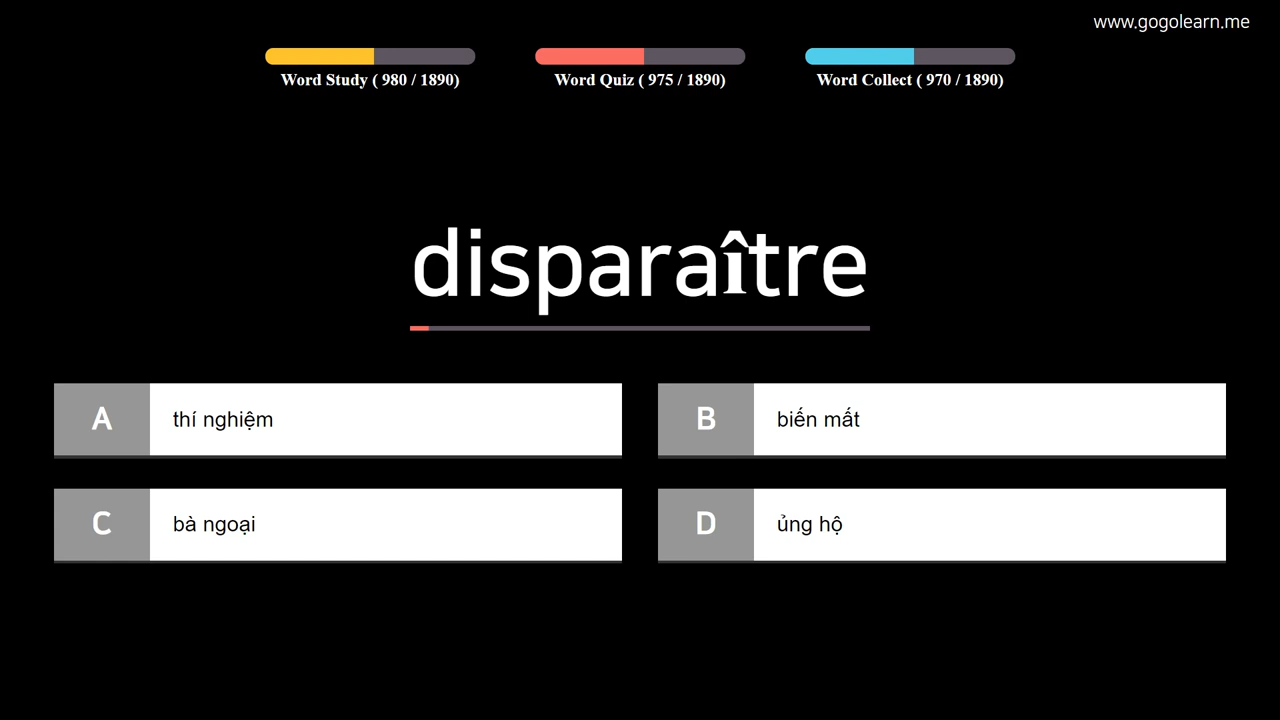 www.gogolearn.me
Word Study ( 980 / 1890)
Word Quiz ( 975 / 1890)
Word Collect ( 970 / 1890)
disparaître
A thí nghiệm
B biến mất
C bà ngoại
D ủng hộ